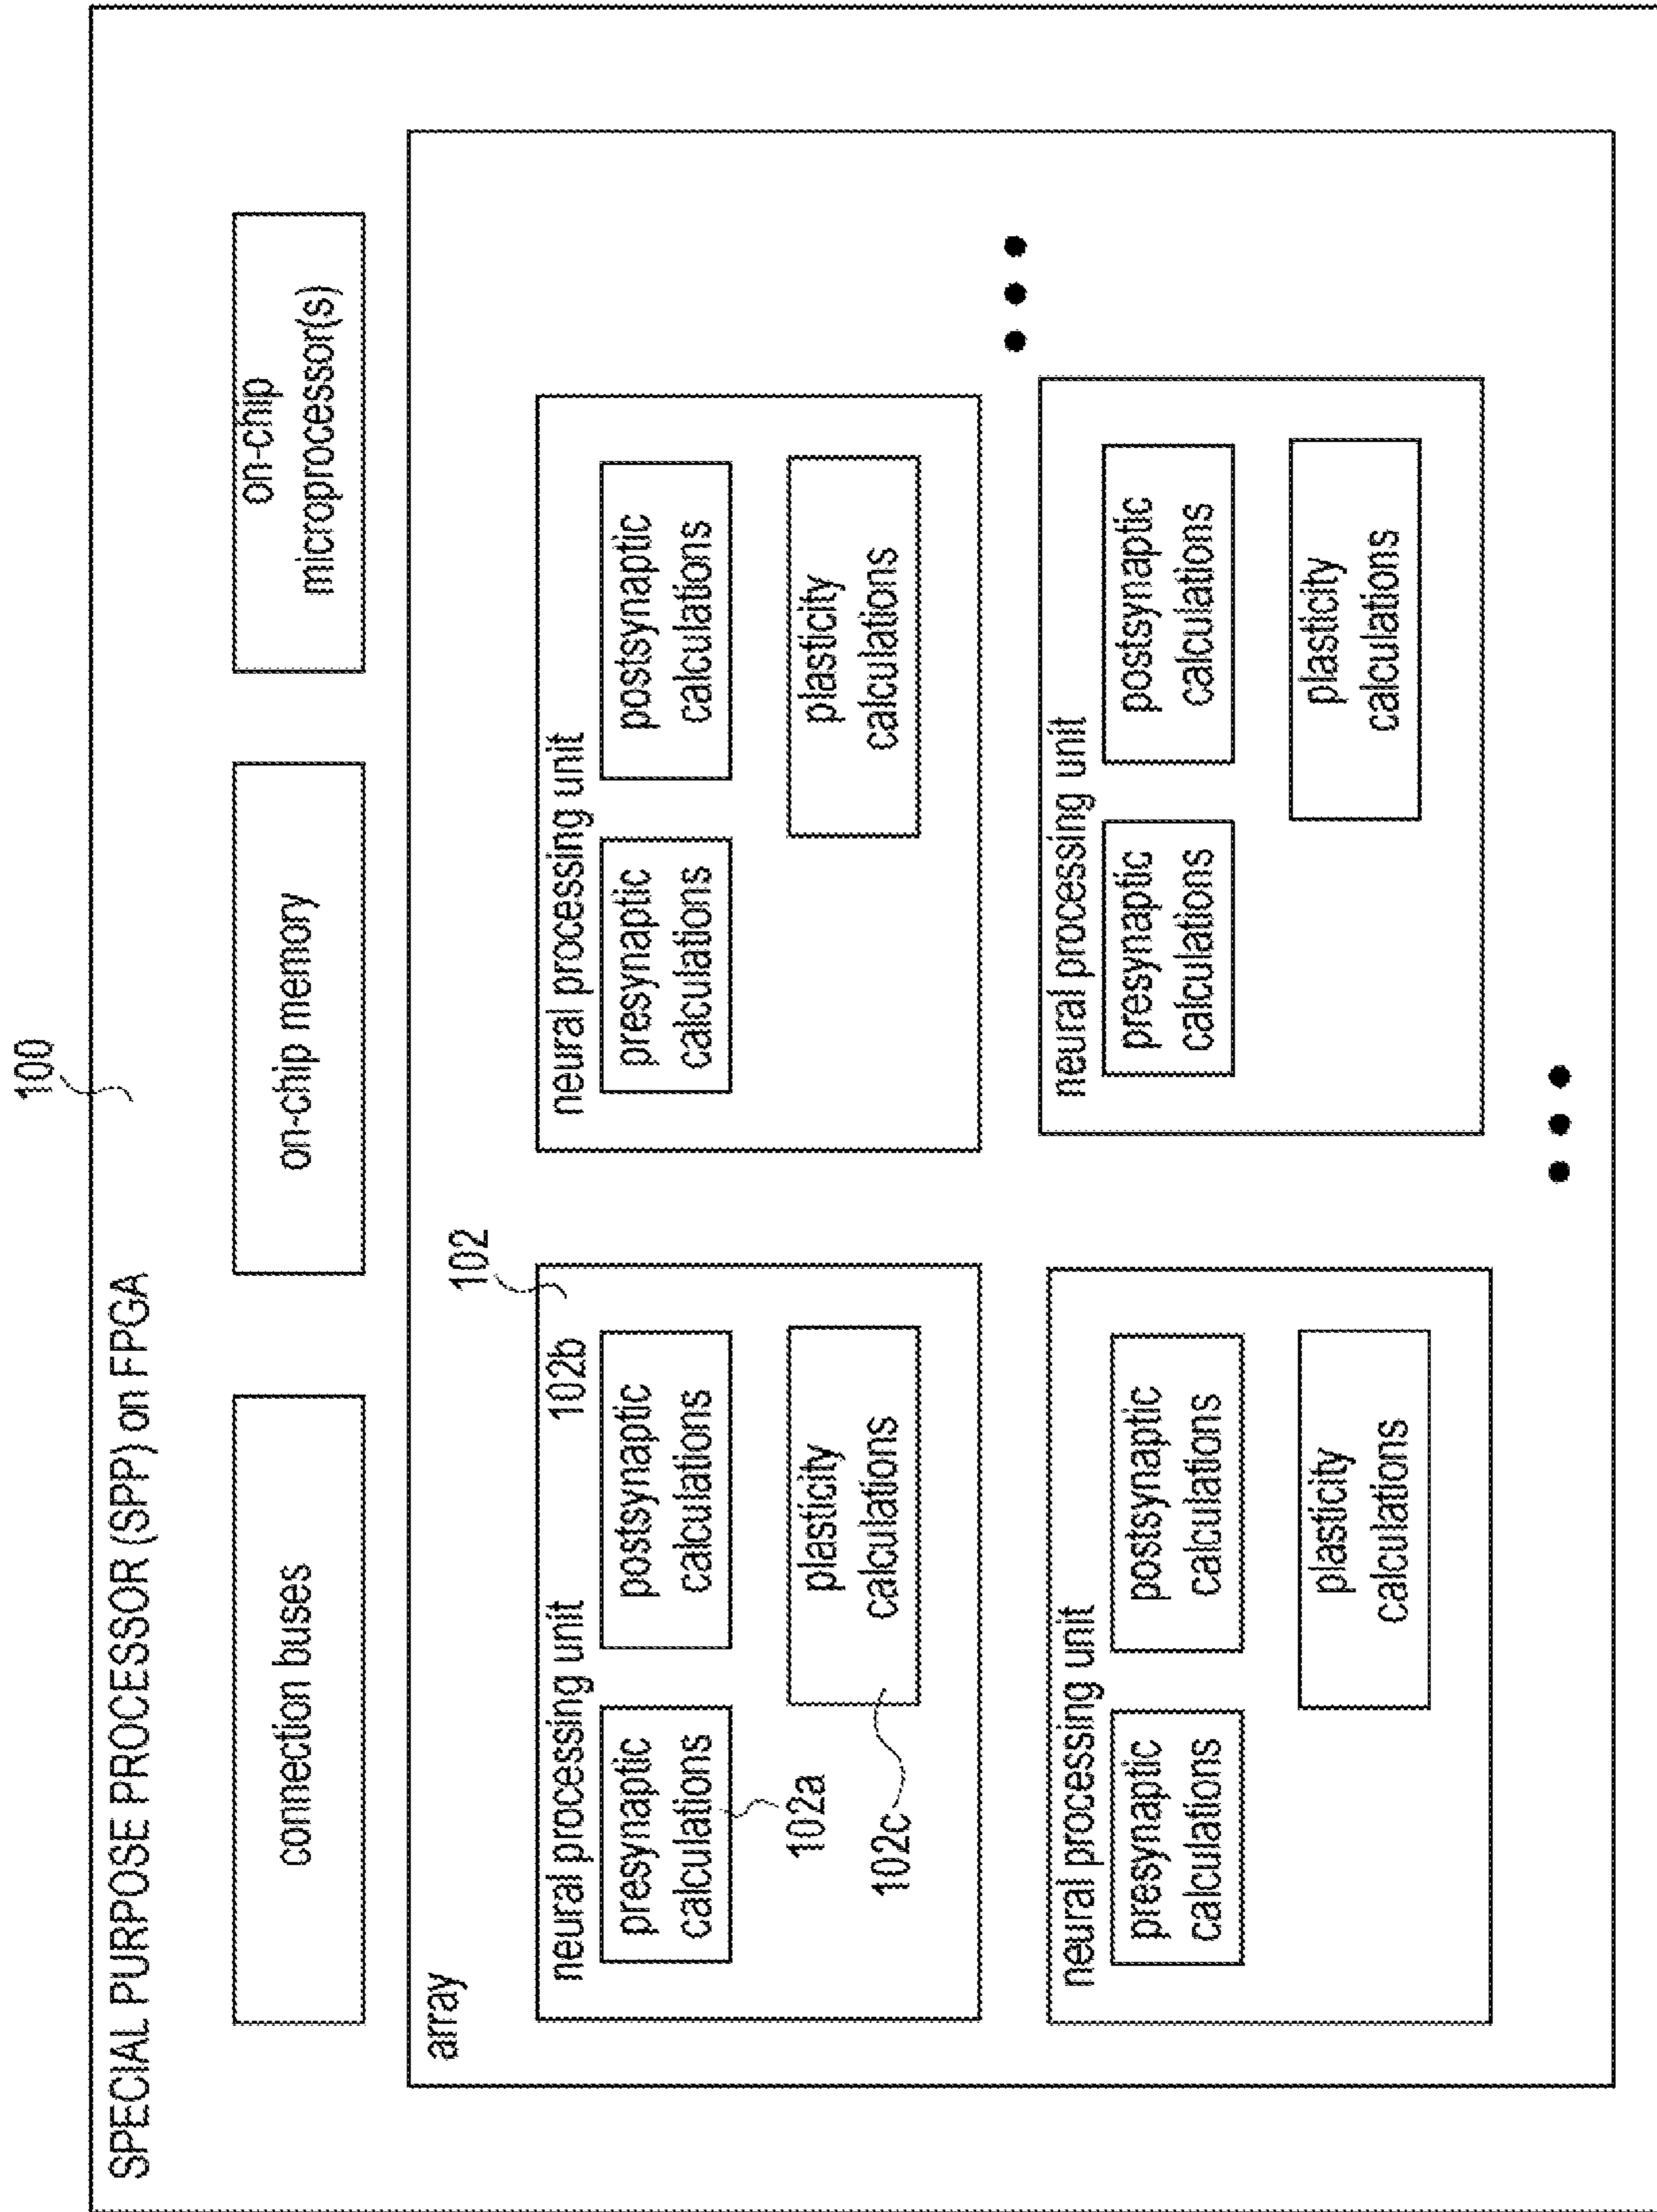 100
SPECIAL PURPOSE PROCESSOR (SPP) on FPGA
connection buses
on-chip memory
on-chip
microprocessor(s)
array
102
neural processing unit
102b
presynaptic
calculations
postsynaptic
calculations
102a
plasticity
calculations
102c
neural processing unit
presynaptic
calculations
postsynaptic
calculations
plasticity
calculations
neural processing unit
presynaptic
calculations
postsynaptic
calculations
plasticity
calculations
neural processing unit
presynaptic
calculations
postsynaptic
calculations
plasticity
calculations